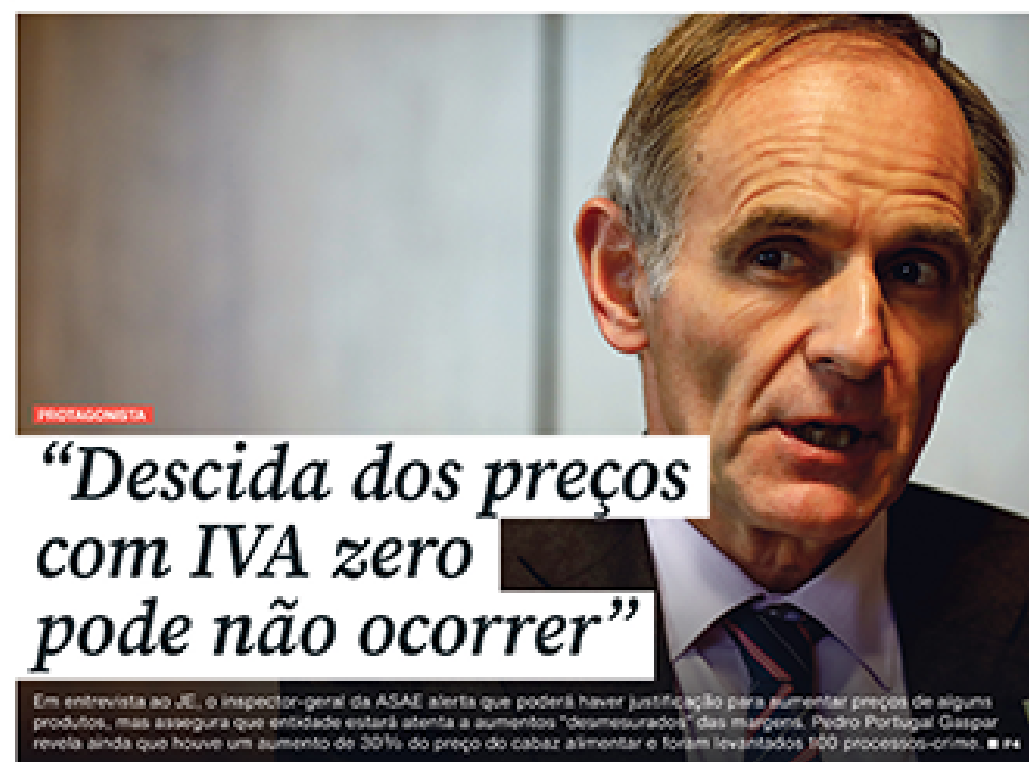 PROTAGONISTA
“Descida dos preços
com IVA zero
pode não ocorrer”
Em entrevista ao JE, o inspector-geral da ASAE alerta que poderá haver justificação para aumentar preços de alguns
produtos, mas assegura que entidade estará atenta a aumentos "desmesurados" das margens. Pedro Portugal Gaspar
revela ainda que houve um aumento de 30% do preço do cabaz alimentar e foram levantados 100 processos-crime. ■ P4